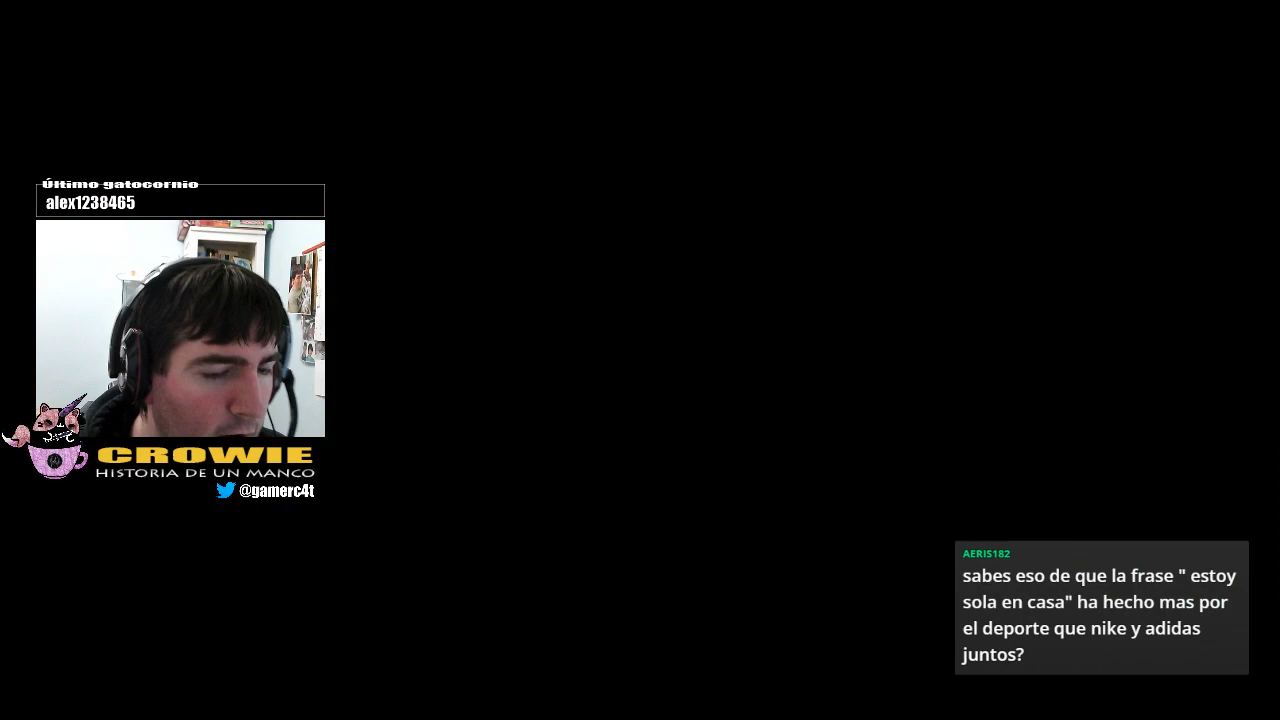 Último gatocornio
alex1238465
CROWIE
HISTORIA DE UN MANCO
@gamerc4t
AERIS182
sabes eso de que la frase " estoy
sola en casa" ha hecho mas por
el deporte que nike y adidas
juntos?